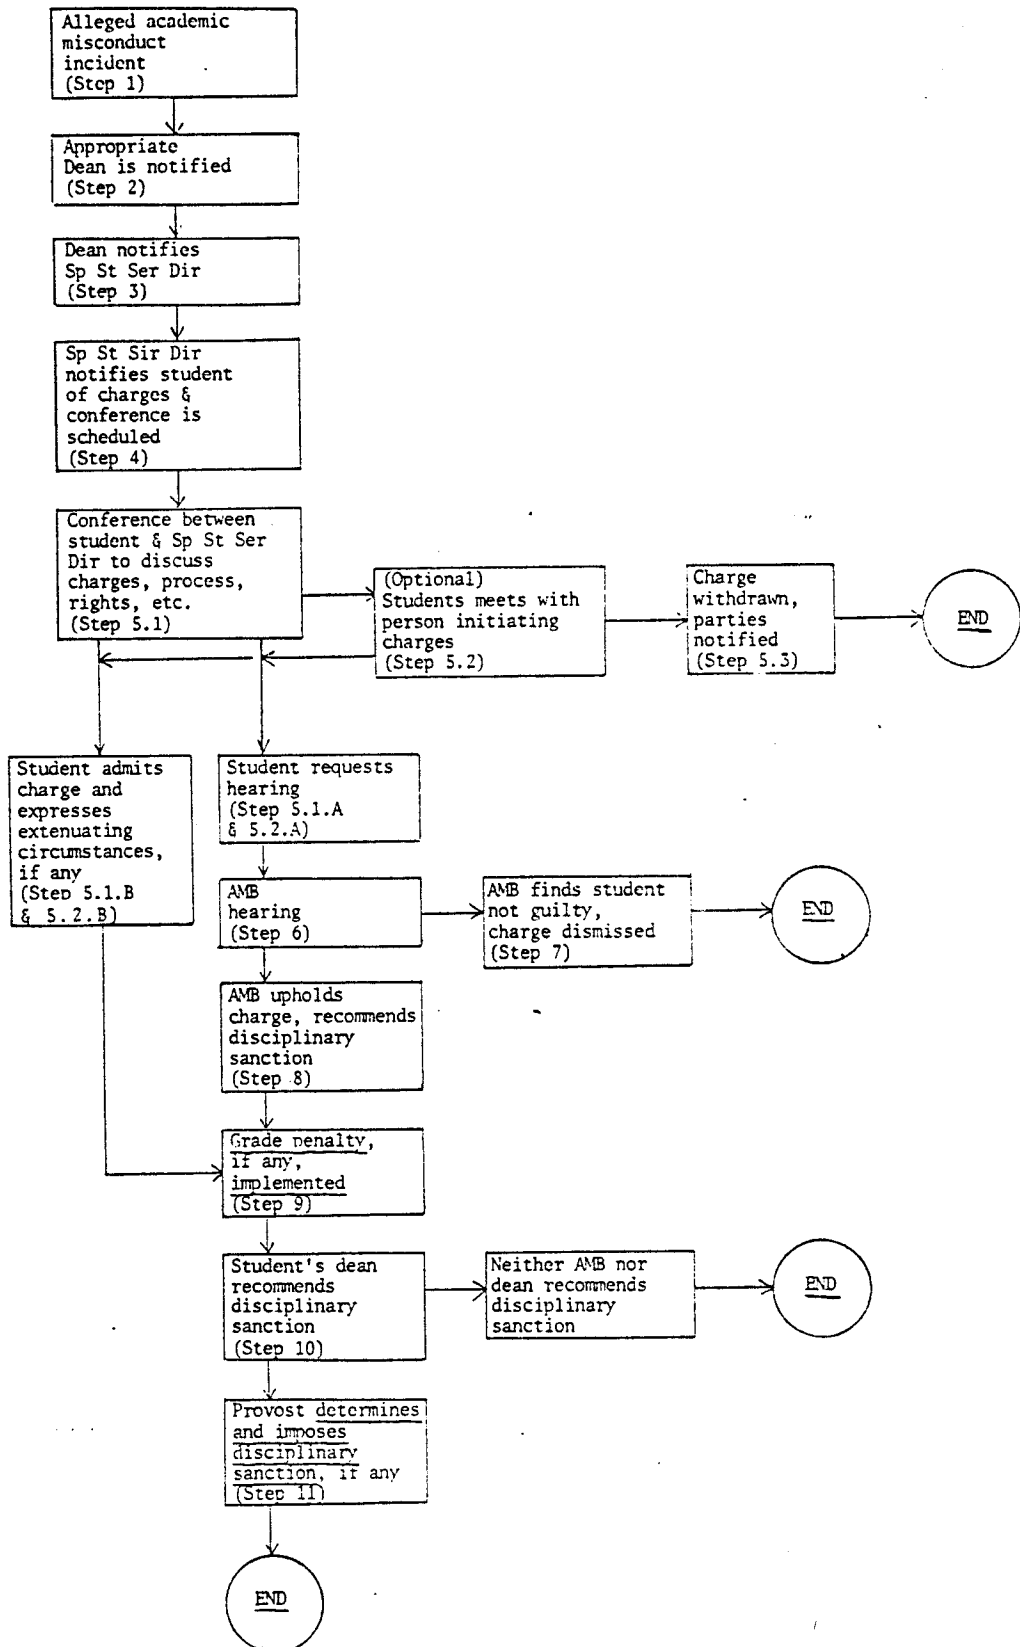 Alleged academic
misconduct
incident
(Step 1)
Appropriate
Dean is notified
(Step 2)
Dean notifies
Sp St Ser Dir
(Step 3)
Sp St Sir Dir
notifies student
of charges &
conference is
scheduled
(Step 4)
Conference between
student & Sp St Ser
Dir to discuss
charges, process,
rights, etc.
(Step 5.1)
(Optional)
Students meets with
person initiating
charges
(Step 5.2)
Charge
withdrawn,
parties
notified
(Step 5.3)
END
Student admits
charge and
expresses
extenuating
circumstances,
if any
(Step 5.1.B
& 5.2.B)
Student requests
hearing
(Step 5.1.A
& 5.2.A)
AMB
hearing
(Step 6)
AMB finds student
not guilty,
charge dismissed
(Step 7)
END
AMB upholds
charge, recommends
disciplinary
sanction
(Step 8)
Grade penalty,
if any,
implemented
(Step 9)
Student's dean
recommends
disciplinary
sanction
(Step 10)
Neither AMB nor
dean recommends
disciplinary
sanction
END
Provost determines
and imposes
disciplinary
sanction, if any
(Step 11)
END